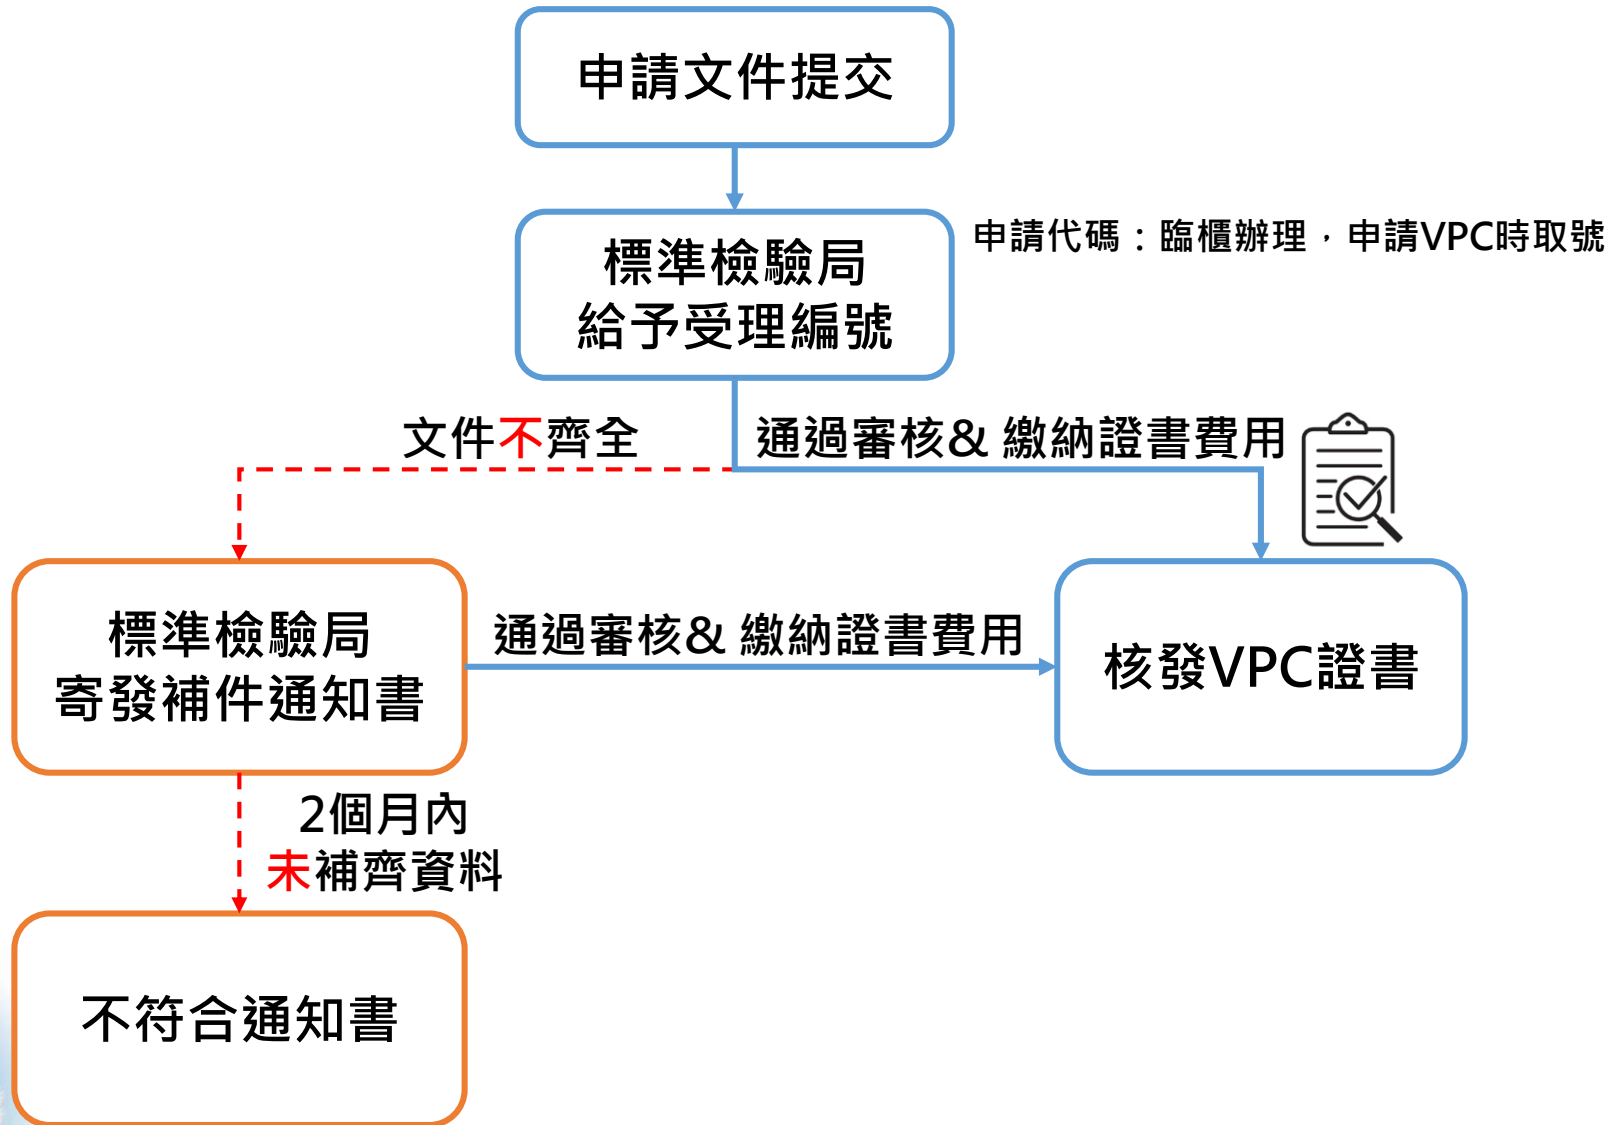 申請文件提交
標準檢驗局
給予受理編號
申請代碼：臨櫃辦理，申請VPC時取號
文件不齊全
通過審核& 繳納證書費用
標準檢驗局
寄發補件通知書
通過審核& 繳納證書費用
核發VPC證書
2個月內
未補齊資料
不符合通知書